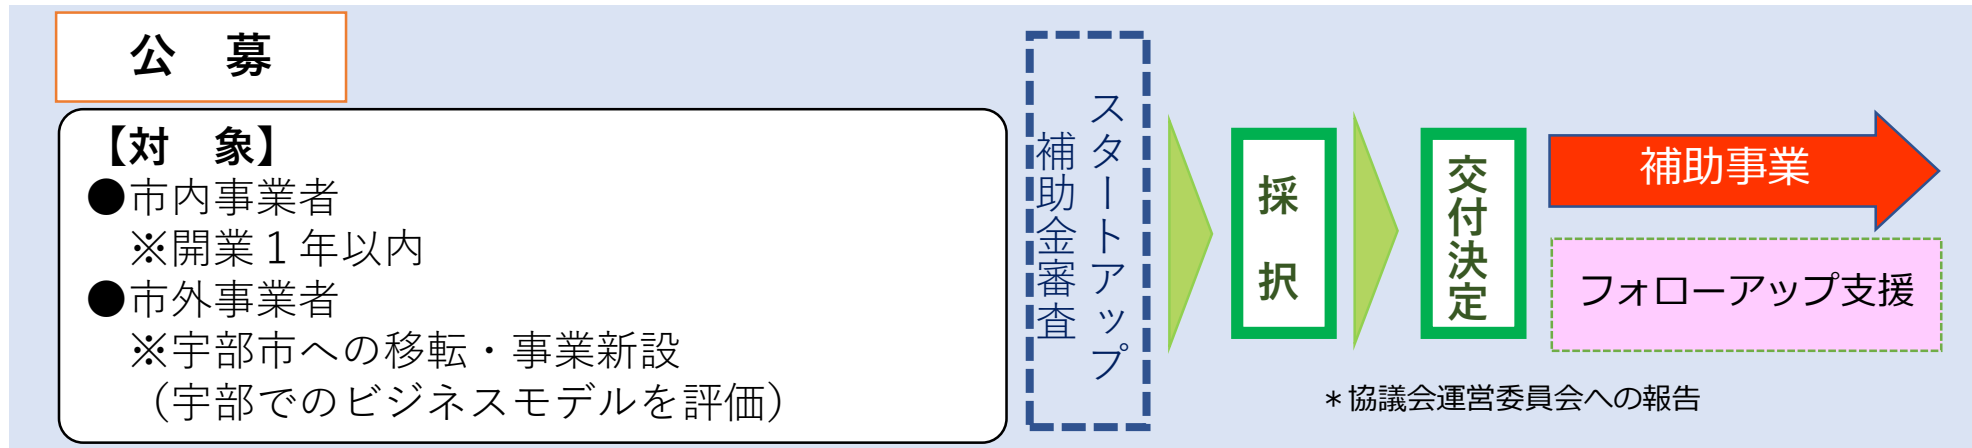 公　募
【対　象】
●市内事業者
※開業１年以内
●市外事業者
※宇部市への移転・事業新設
（宇部でのビジネスモデルを評価）
スタートアップ
補助金審査
採　択
交付決定
補助事業
フォローアップ支援
＊協議会運営委員会への報告